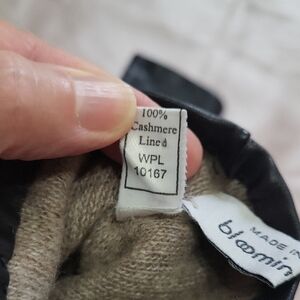 100%
Cashmere
Lined
WPL
10167
MADE IN
bloomin